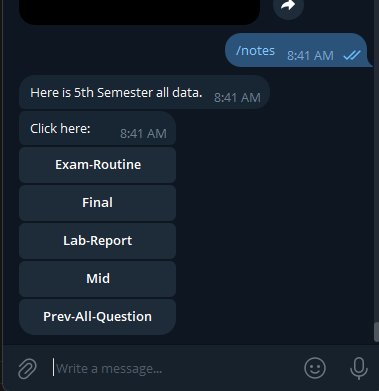 /notes 8:41 AM
Here is 5th Semester all data. 8:41 AM
Click here: 8:41 AM
Exam-Routine
Final
Lab-Report
Mid
Prev-All-Question
Write a message...